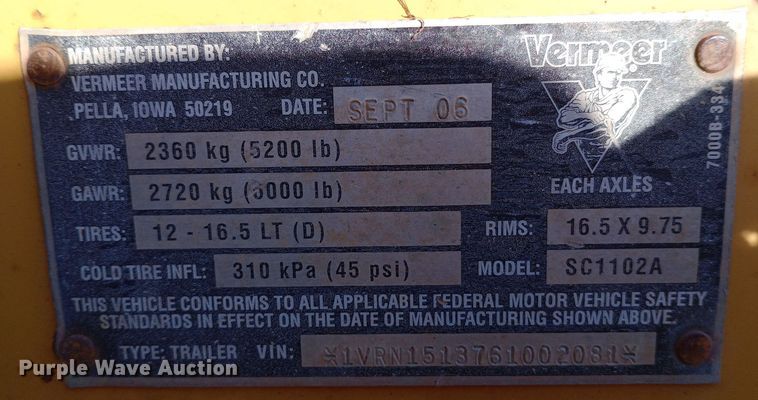 MANUFACTURED BY:
Vermeer®
VERMEER MANUFACTURING CO.
PELLA, IOWA 50219 DATE: SEPT 06
7000B-334
GVWR: 2360 kg (5200 lb)
GAWR: 2720 kg (6000 lb) EACH AXLES
TIRES: 12 - 16.5 LT (D) RIMS: 16.5 X 9.75
COLD TIRE INFL: 310 kPa (45 psi) MODEL: SC1102A
THIS VEHICLE CONFORMS TO ALL APPLICABLE FEDERAL MOTOR VEHICLE SAFETY
STANDARDS IN EFFECT ON THE DATE OF MANUFACTURING SHOWN ABOVE.
TYPE: TRAILER VIN: *1VRN1513761002081*
Purple Wave Auction